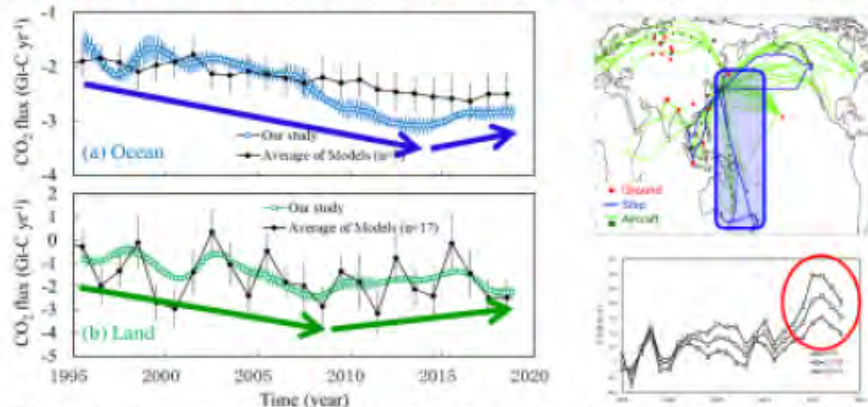 -1
-2
-3
-4
CO₂ flux (Gt-C yr⁻¹)
(a) Ocean
Our study
Average of Models
2
1
0
-1
-2
-3
-4
-5
CO₂ flux (Gt-C yr⁻¹)
Our study
Average of Models (n=17)
(b) Land
1995
2000
2005
2010
2015
2020
Time (year)
Ground
Ship
Aircraft